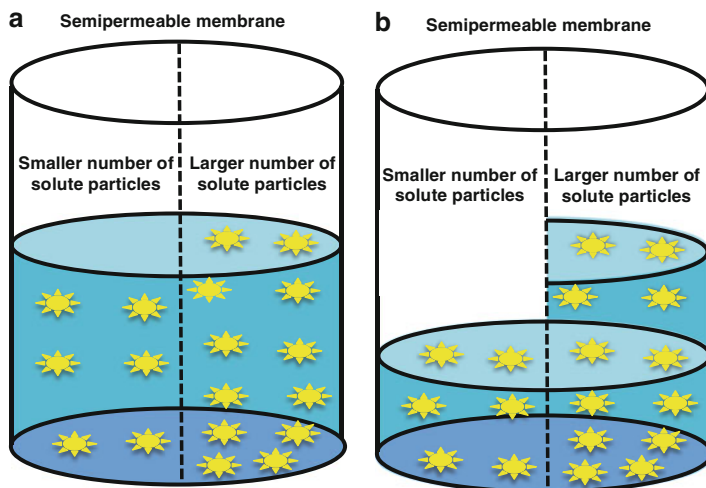 a
Semipermeable membrane
Smaller number of
solute particles
Larger number of
solute particles
b
Semipermeable membrane
Smaller number of
solute particles
Larger number of
solute particles